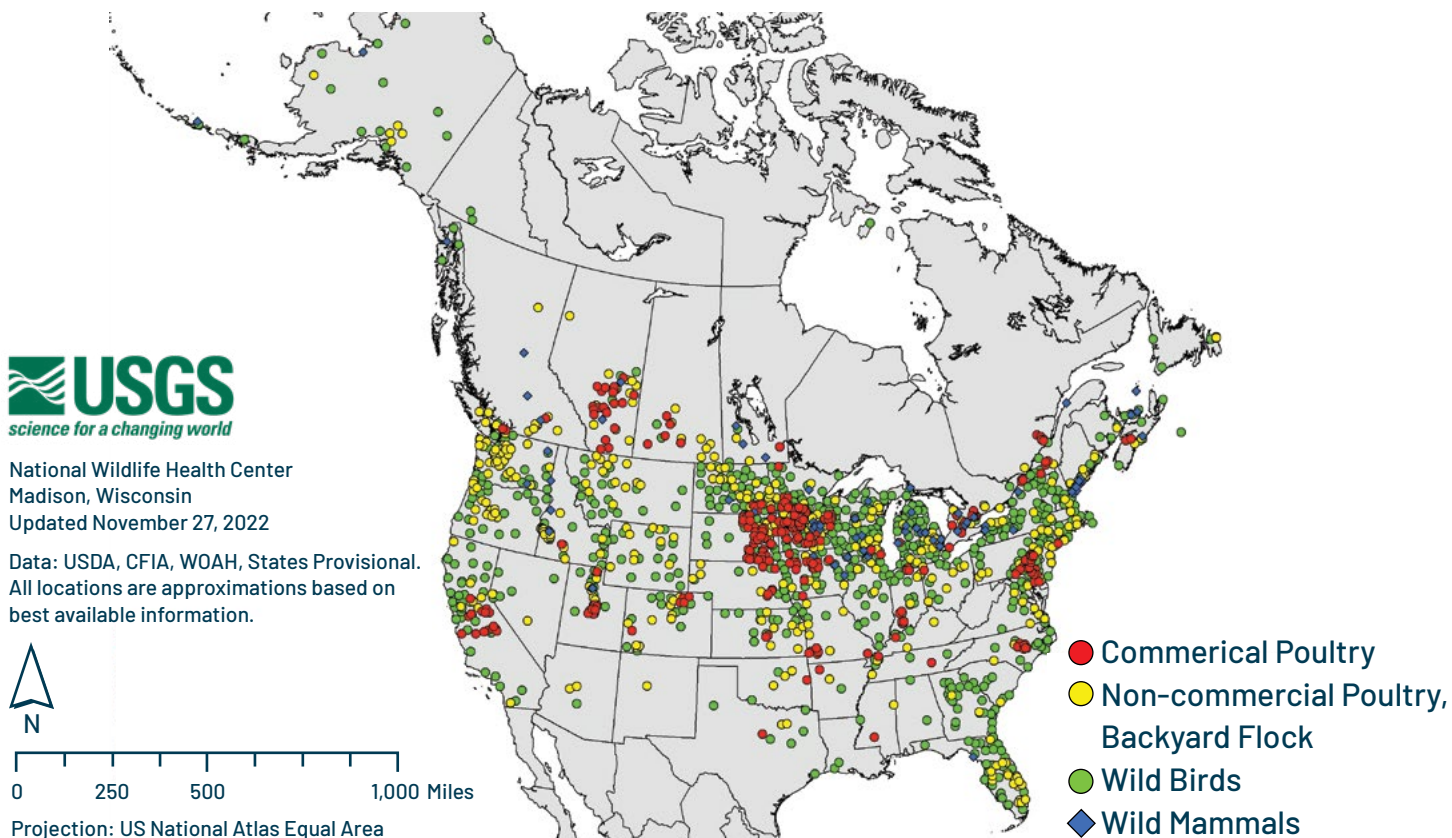 USGS
science for a changing world
National Wildlife Health Center
Madison, Wisconsin
Updated November 27, 2022
Data: USDA, CFIA, WOAH, States Provisional.
All locations are approximations based on
best available information.
N
0 250 500 1,000 Miles
Projection: US National Atlas Equal Area
Commerical Poultry
Non-commercial Poultry,
Backyard Flock
Wild Birds
Wild Mammals